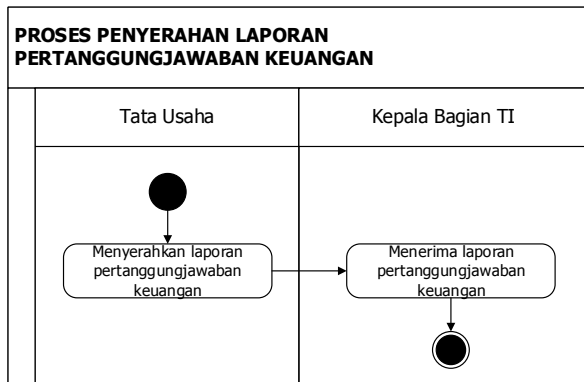 PROSES PENYERAHAN LAPORAN
PERTANGGUNGJAWABAN KEUANGAN
Tata Usaha
Kepala Bagian TI
Menyerahkan laporan
pertanggungjawaban
keuangan
Menerima laporan
pertanggungjawaban
keuangan